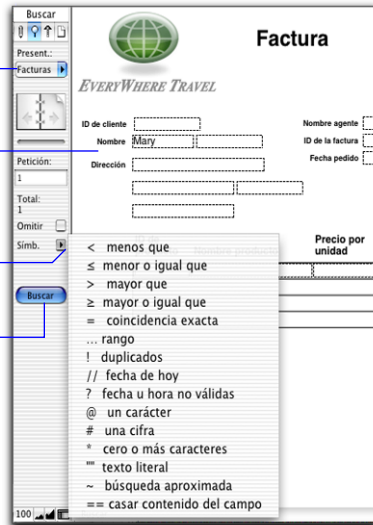 Buscar
Present.:
Facturas
Petición:
1
Total:
1
Omitir
Símb.
Buscar
100
Factura
EVERYWHERE TRAVEL
ID de cliente
Nombre agente
Nombre Mary
ID de la factura
Dirección
Fecha pedido
Precio por
unidad
< menos que
≤ menor o igual que
> mayor que
≥ mayor o igual que
= coincidencia exacta
... rango
! duplicados
// fecha de hoy
? fecha u hora no válidas
@ un carácter
# una cifra
* cero o más caracteres
"" texto literal
~ búsqueda aproximada
== casar contenido del campo